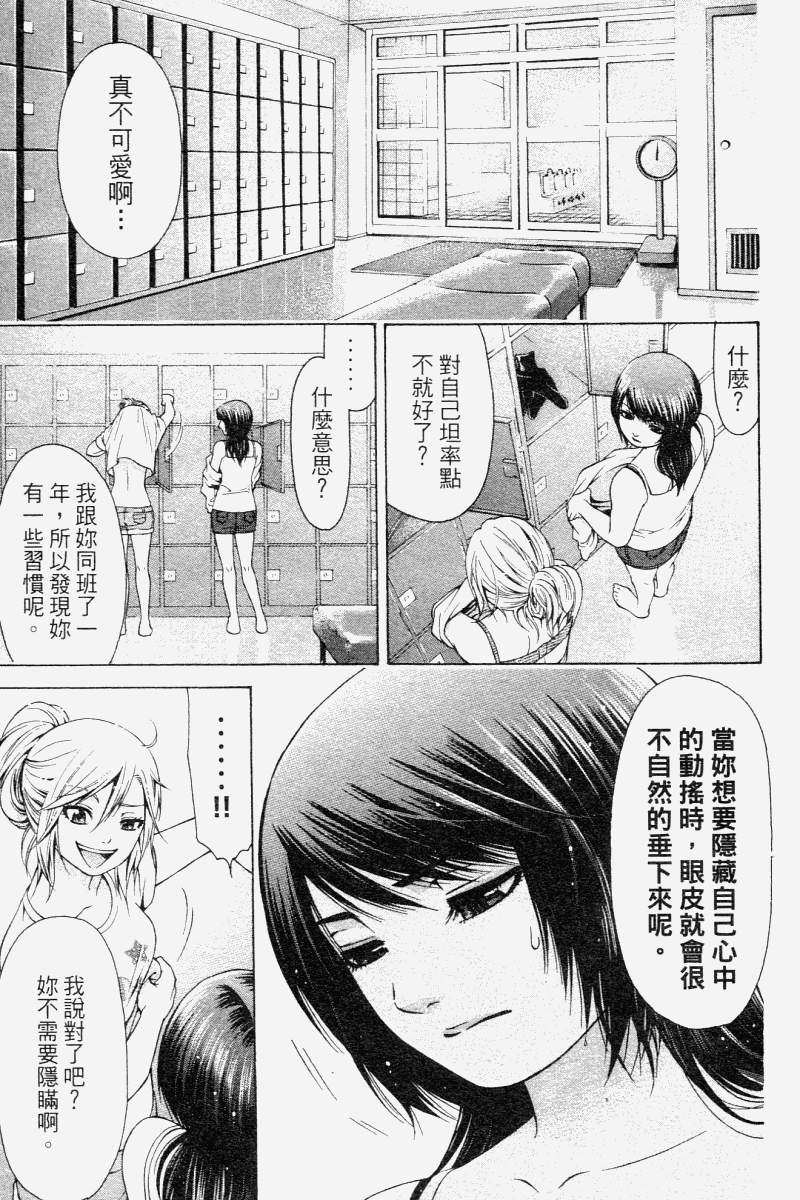 真不可愛啊…
什麼？
對自己坦率點
不就好了？
……
什麼意思？
我跟妳同班了一
年，所以發現妳
有一些習慣呢。
當妳想要隱藏自己心中
的動搖時，眼皮就會很
不自然的垂下來呢。
……!!
我說對了吧？
妳不需要隱瞞啊。